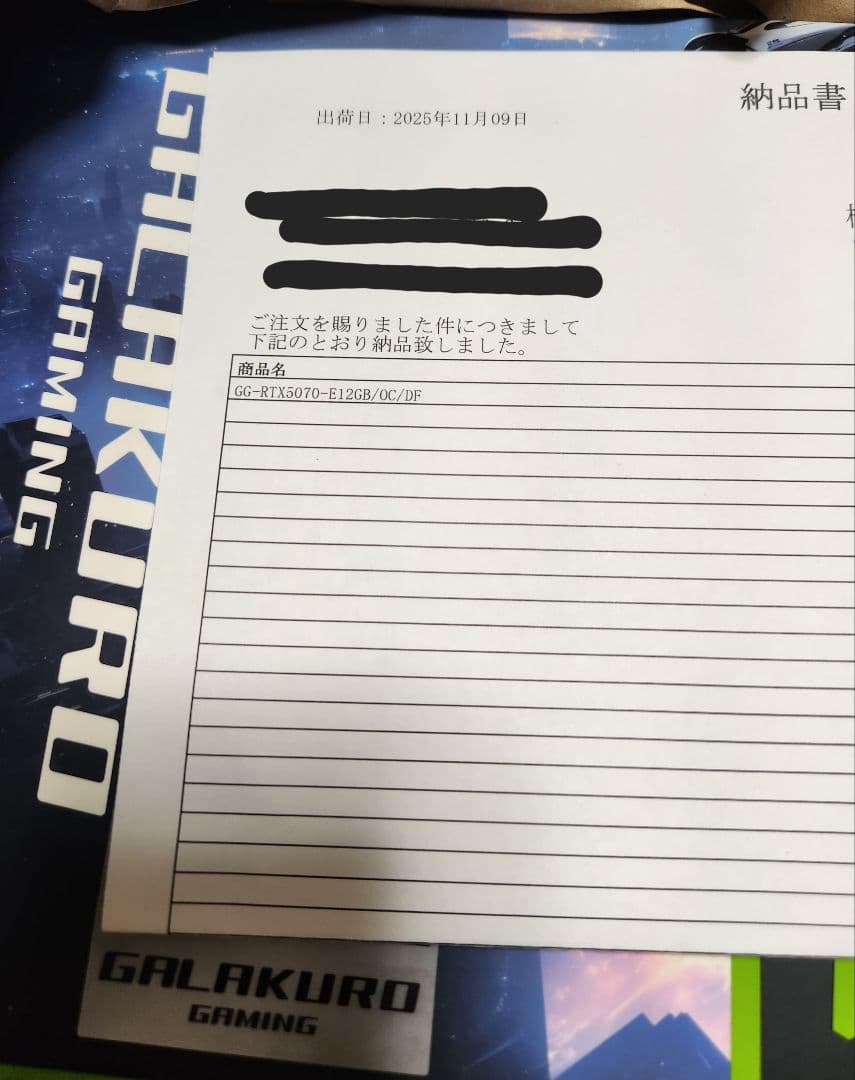 納品書
出荷日：2025年11月09日
ご注文を賜りました件につきまして
下記のとおり納品致しました。
商品名
GG-RTX5070-E12GB/OC/DF
GALAKURO
GAMING
GALAKURO
GAMING